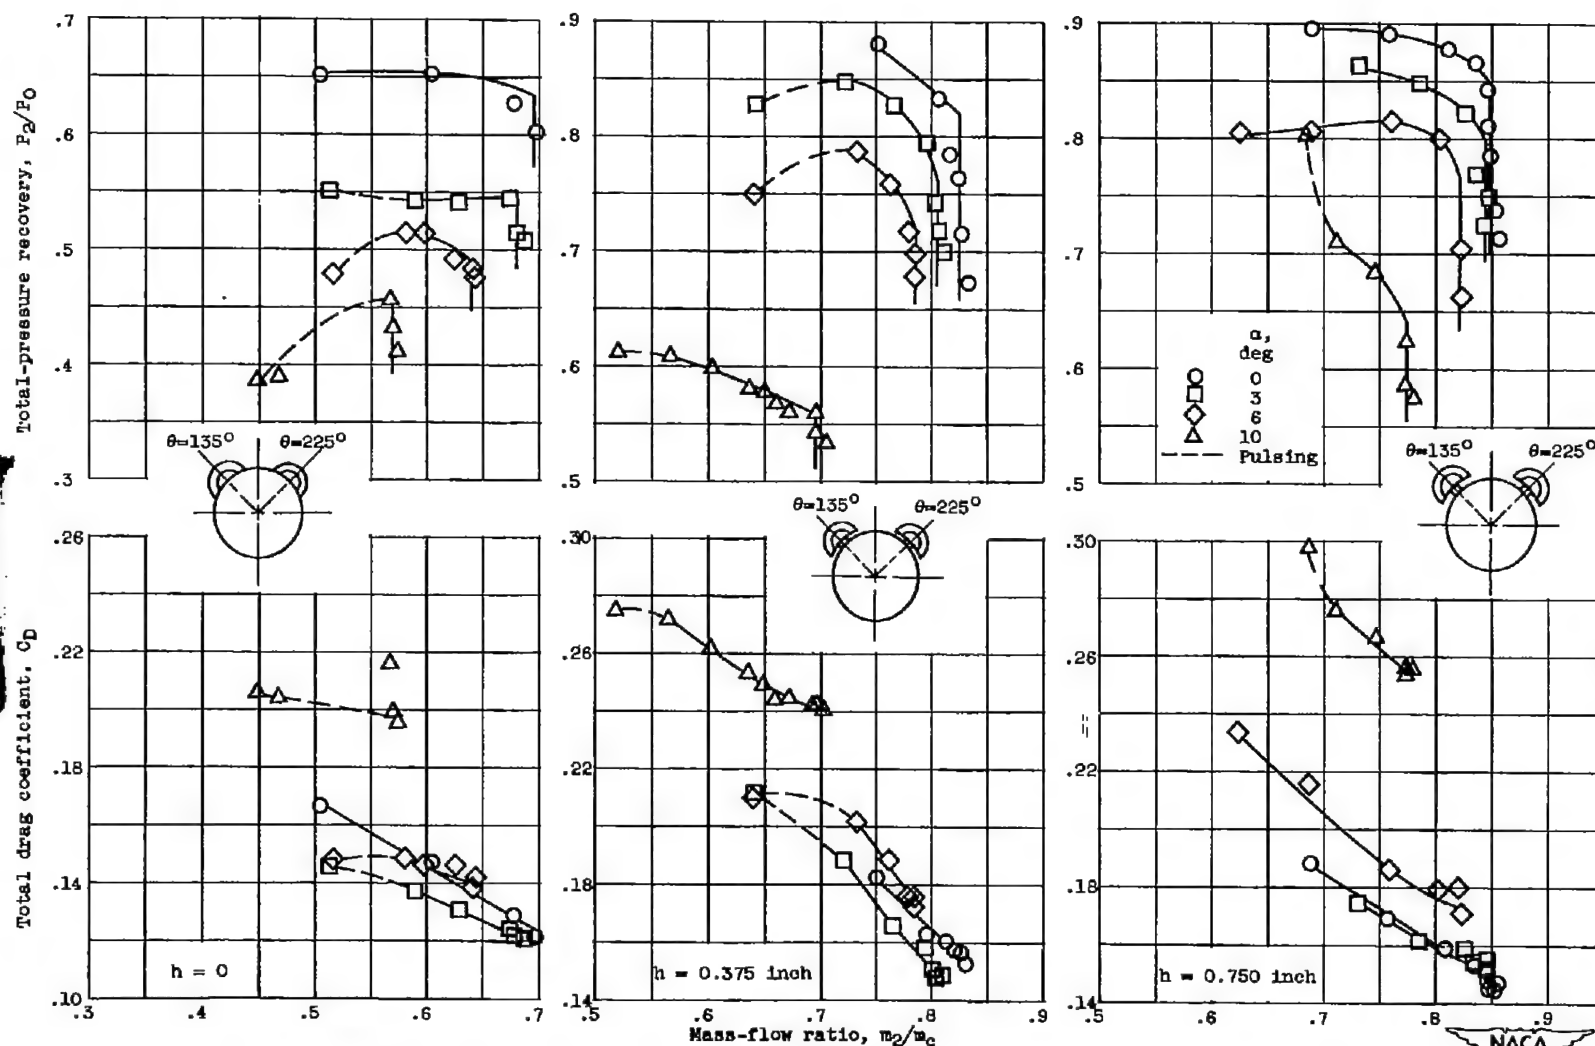 Total-pressure recovery, P2/P0
.7
.6
.5
.4
.3
.9
.8
.7
.6
.5
.9
.8
.7
.6
.5
α,
deg
0
3
6
10
Pulsing
θ=135° θ=225°
θ=135° θ=225°
θ=135° θ=225°
Total drag coefficient, CD
.26
.22
.18
.14
.10
.30
.26
.22
.18
.14
.30
.26
.22
.18
.14
h = 0
h = 0.375 inch
h = 0.750 inch
.3 .4 .5 .6 .7
.5 .6 .7 .8 .9
.6 .7 .8 .9
Mass-flow ratio, m2/mc
NACA